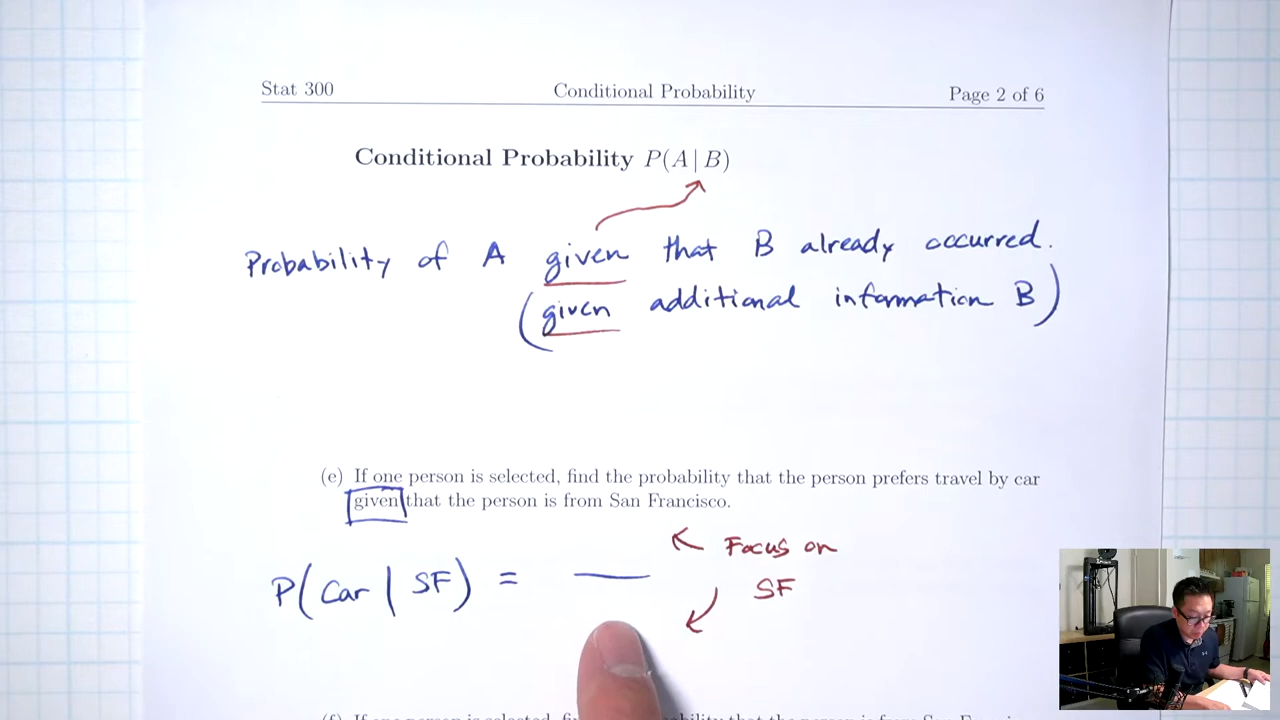 Stat 300 Conditional Probability Page 2 of 6
Conditional Probability P(A | B)
Probability of A given that B already occurred.
(given additional information B)
(e) If one person is selected, find the probability that the person prefers travel by car
given that the person is from San Francisco.
Focus on
P(Car | SF) = SF